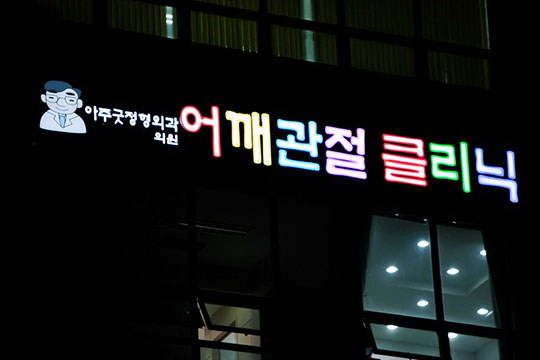 아주굿정형외과
의원
어깨관절 클리닉